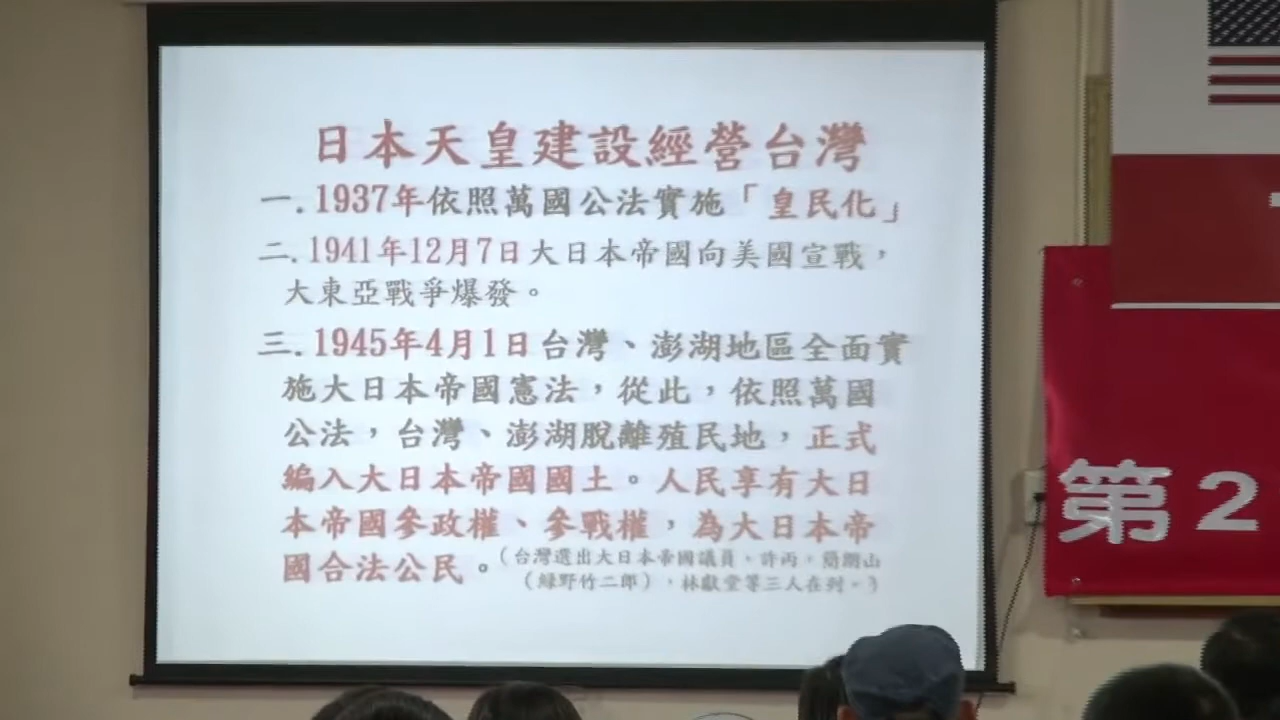 日本天皇建設經營台灣
一.1937年依照萬國公法實施「皇民化」
二.1941年12月7日大日本帝國向美國宣戰，
大東亞戰爭爆發。
三.1945年4月1日台灣、澎湖地區全面實
施大日本帝國憲法，從此，依照萬國
公法，台灣、澎湖脫離殖民地，正式
編入大日本帝國國土。人民享有大日
本帝國參政權、參戰權，為大日本帝
國合法公民。
（台灣選出大日本帝國議員，許丙，簡朗山
（綠野竹二郎），林獻堂等三人在列。）
第2